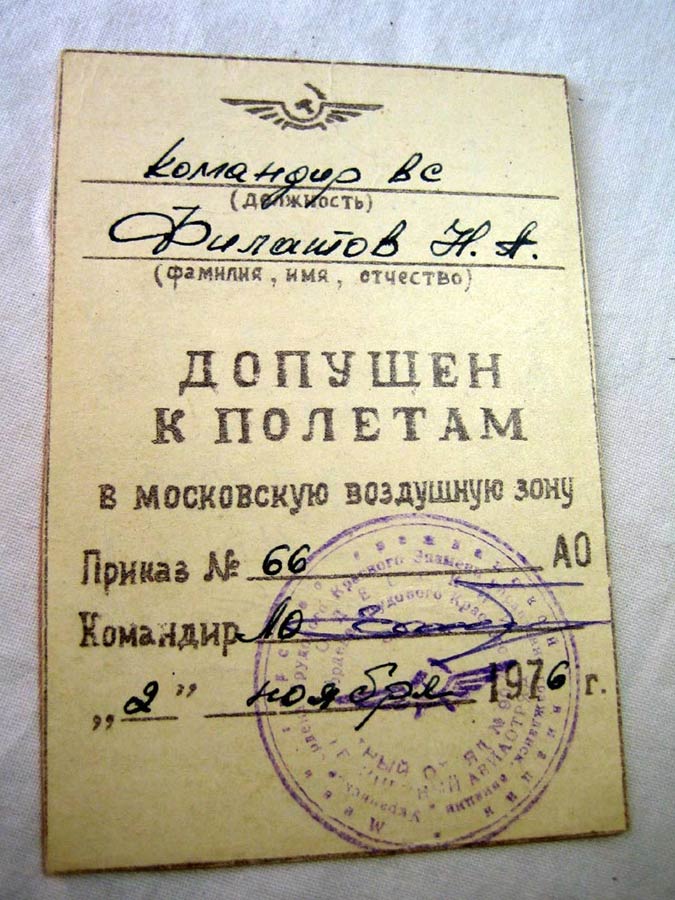 командир вс
(должность)
Филатов Н.А.
(фамилия, имя, отчество)
ДОПУЩЕН
К ПОЛЕТАМ
в московскую воздушную зону
Приказ № 66 АО
Командир ЛО
„2" ноября 1976 г.